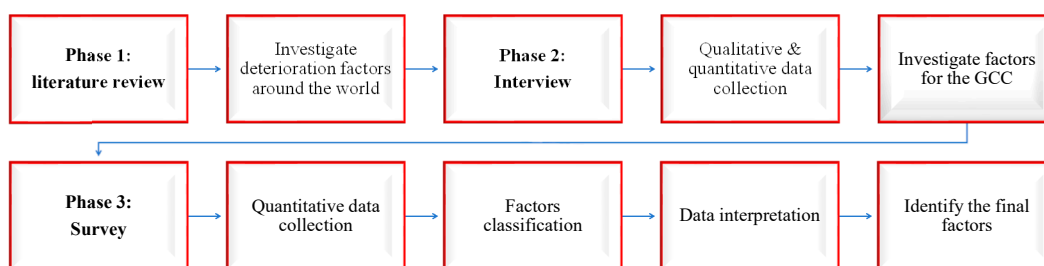 Phase 1:
literature review
Investigate
deterioration factors
around the world
Phase 2:
Interview
Qualitative &
quantitative data
collection
Investigate factors
for the GCC
Phase 3:
Survey
Quantitative data
collection
Factors
classification
Data interpretation
Identify the final
factors